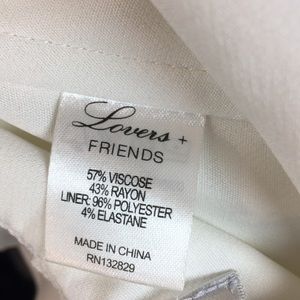 Lovers +
FRIENDS
57% VISCOSE
43% RAYON
LINER: 96% POLYESTER
4% ELASTANE
MADE IN CHINA
RN132829